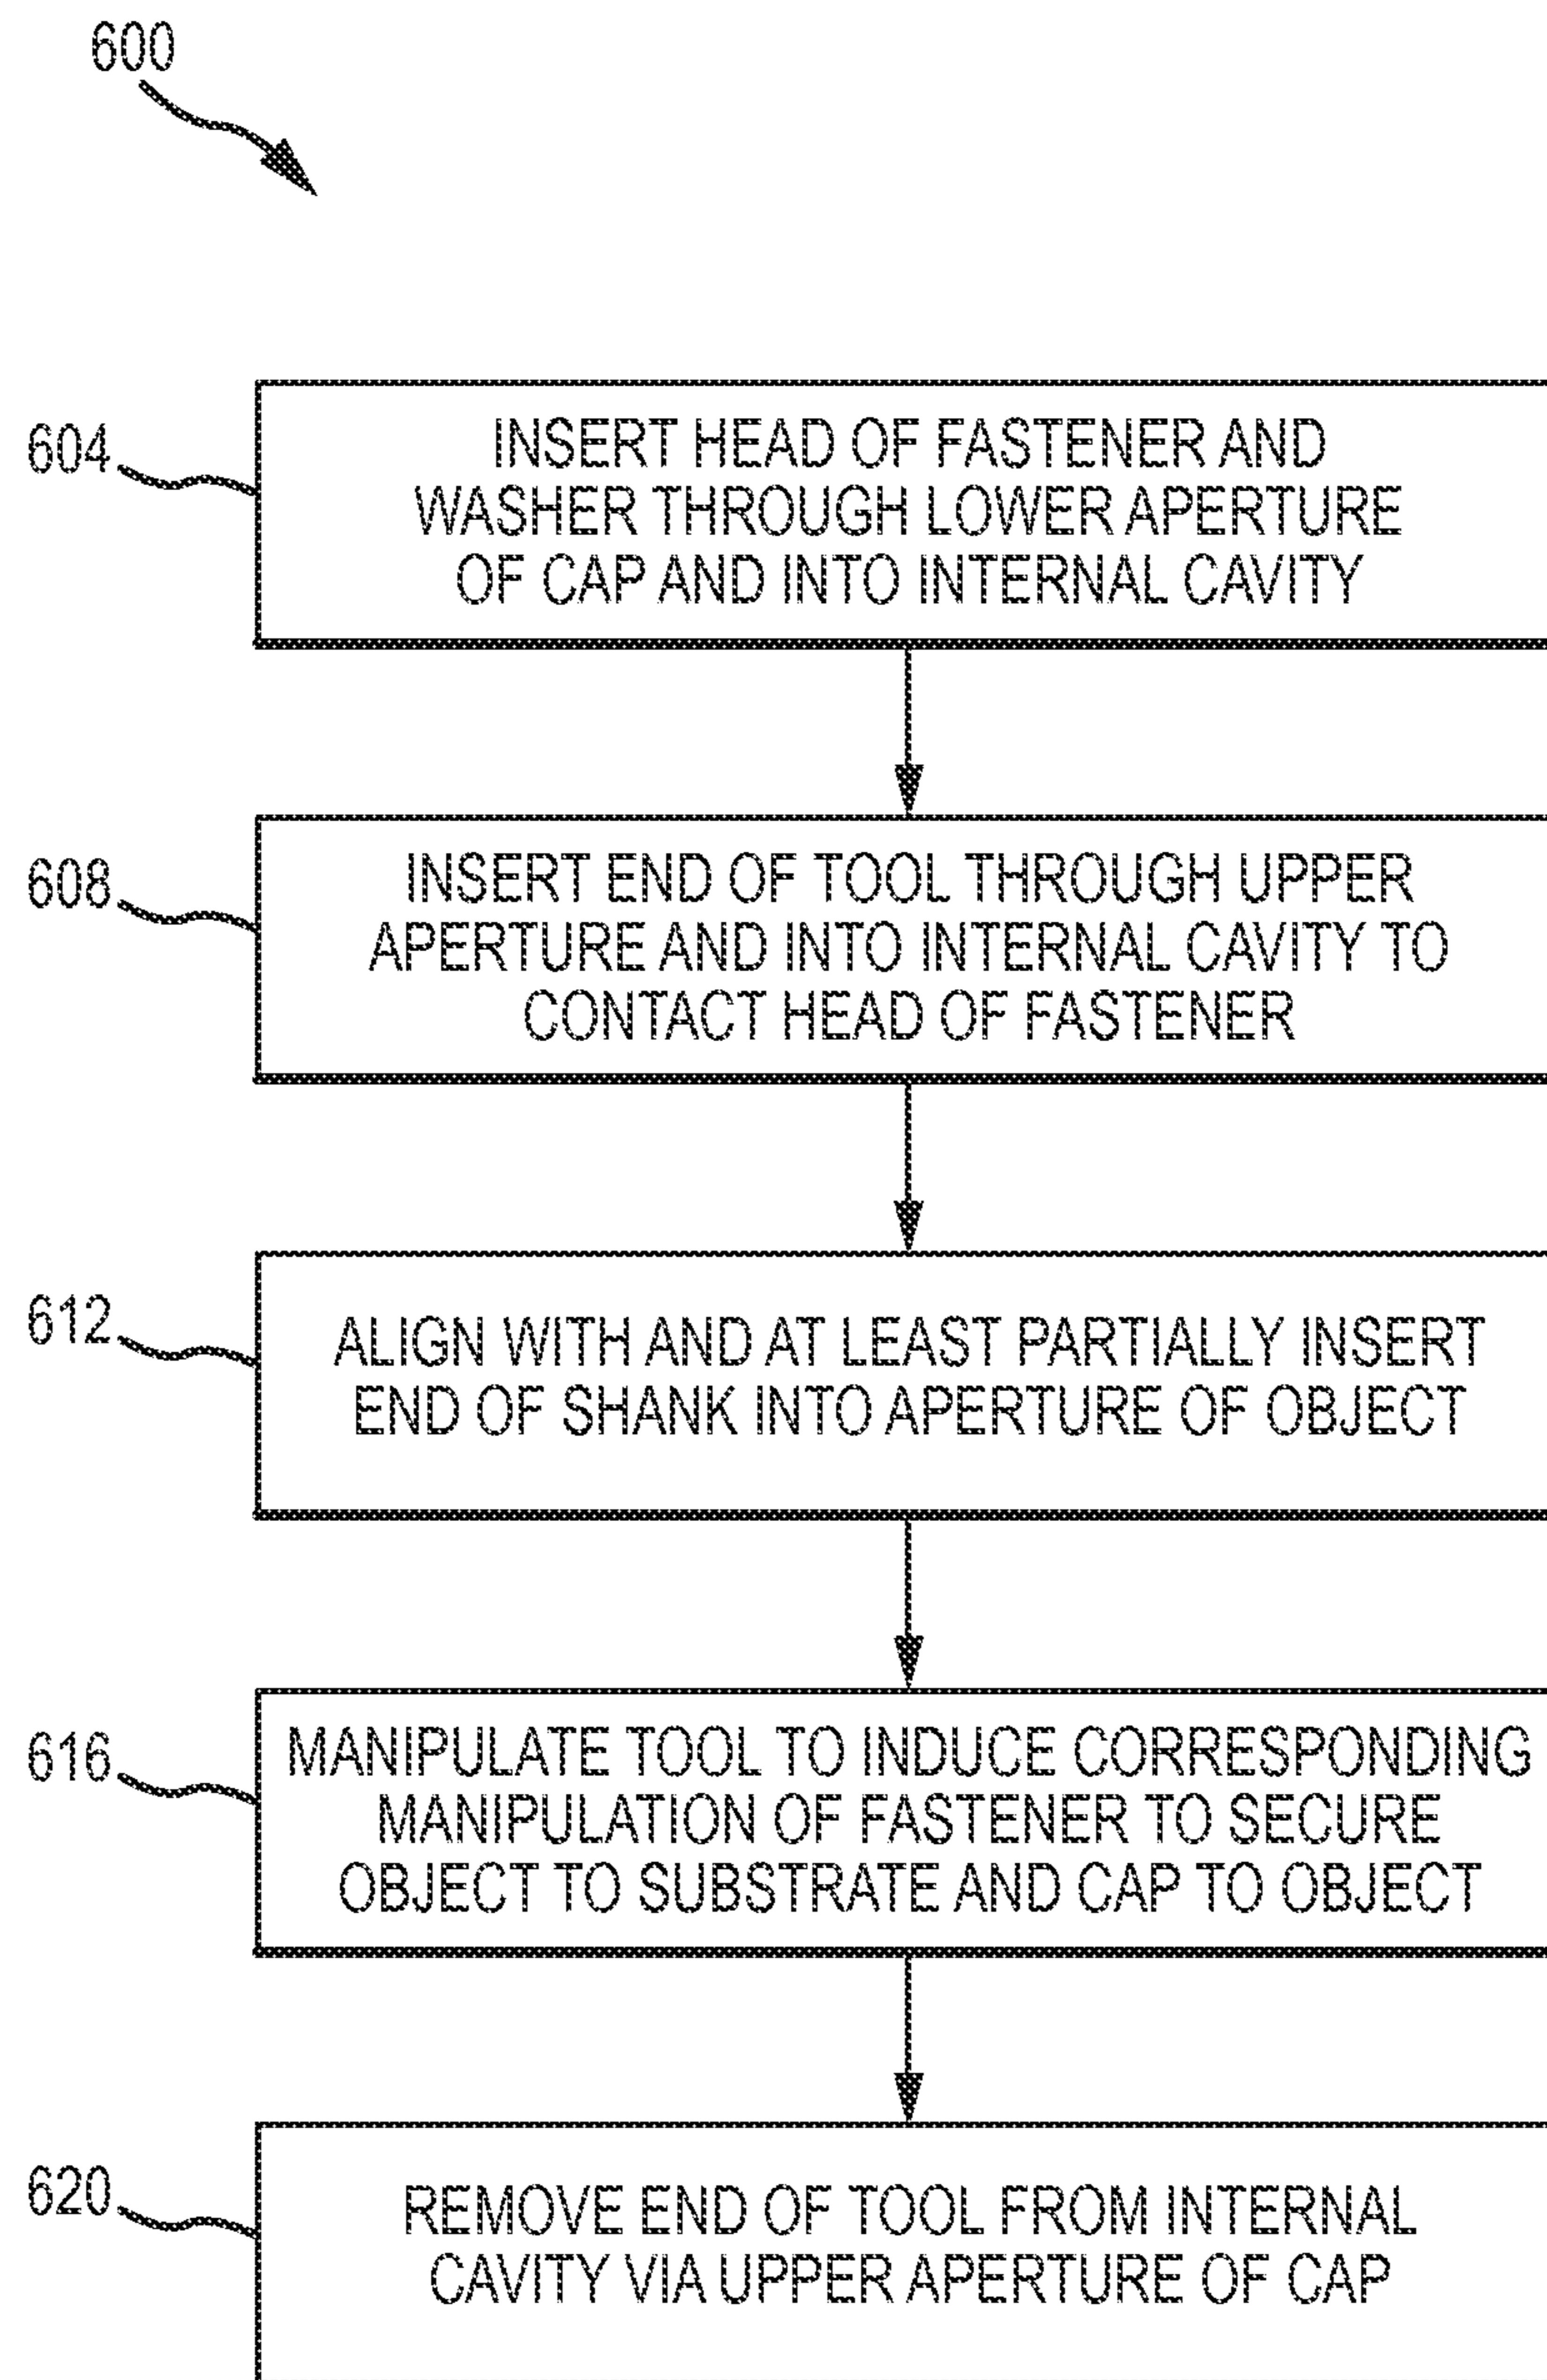 600
604
INSERT HEAD OF FASTENER AND
WASHER THROUGH LOWER APERTURE
OF CAP AND INTO INTERNAL CAVITY
608
INSERT END OF TOOL THROUGH UPPER
APERTURE AND INTO INTERNAL CAVITY TO
CONTACT HEAD OF FASTENER
612
ALIGN WITH AND AT LEAST PARTIALLY INSERT
END OF SHANK INTO APERTURE OF OBJECT
616
MANIPULATE TOOL TO INDUCE CORRESPONDING
MANIPULATION OF FASTENER TO SECURE
OBJECT TO SUBSTRATE AND CAP TO OBJECT
620
REMOVE END OF TOOL FROM INTERNAL
CAVITY VIA UPPER APERTURE OF CAP